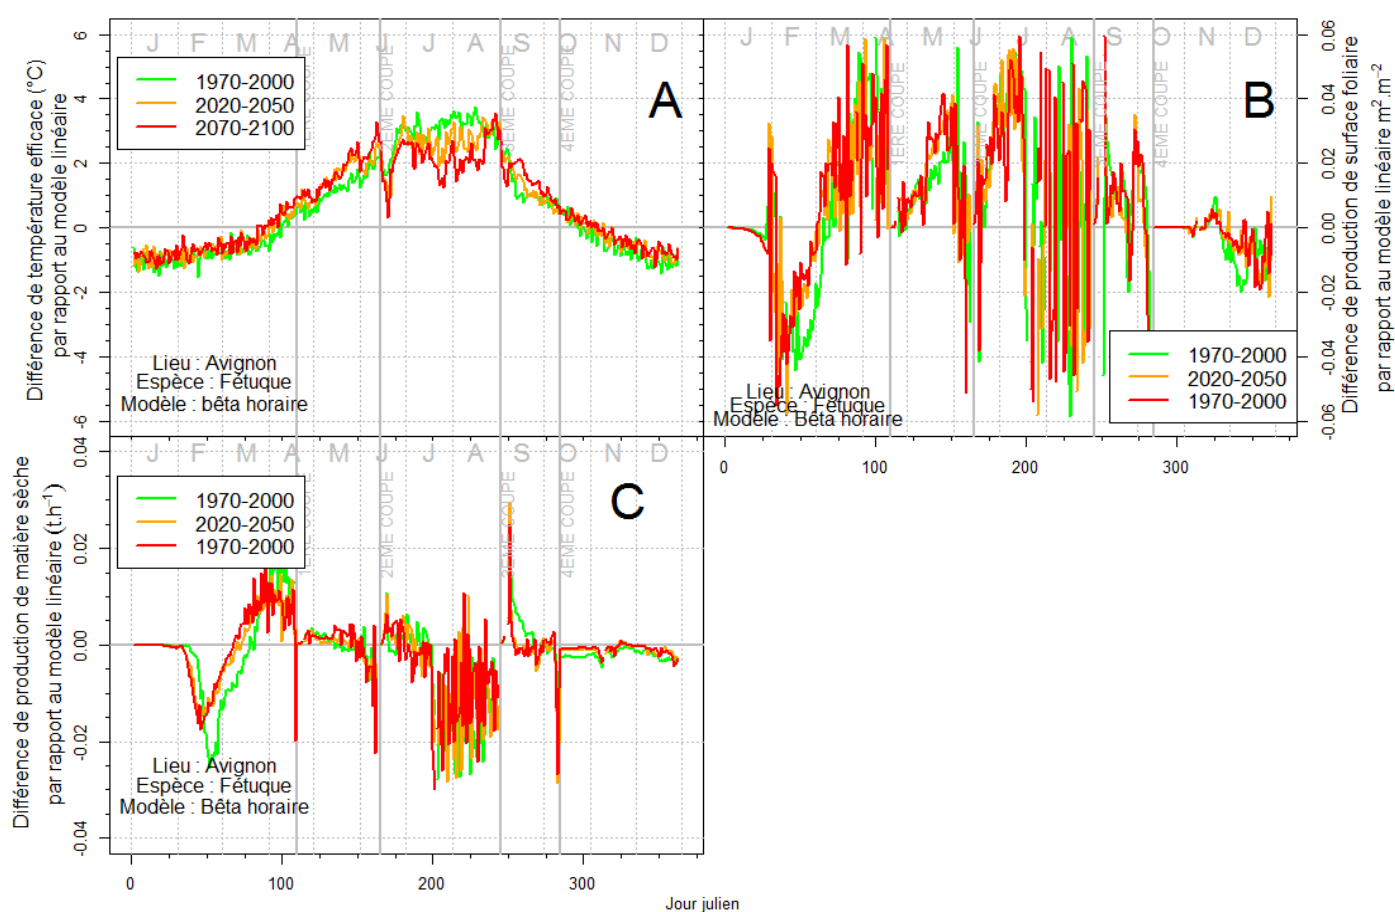 Différence de température efficace (°C)
par rapport au modèle linéaire
6
4
2
0
-2
-4
-6
J F M A M J J A S O N D
1970-2000
2020-2050
2070-2100
A
2EME COUPE
3EME COUPE
4EME COUPE
Lieu : Avignon
Espèce : Fétuque
Modèle : bêta horaire
J F M A M J J A S O N D
B
1ERE COUPE
4EME COUPE
0.06
0.04
0.02
0.00
-0.02
-0.04
-0.06
Différence de production de surface foliaire
par rapport au modèle linéaire m².m⁻²
1970-2000
2020-2050
1970-2000
Lieu : Avignon
Espèce : Fétuque
Modèle : Bêta horaire
0 100 200 300
Différence de production de matière sèche
par rapport au modèle linéaire (t.h⁻¹)
0.04
0.02
0.00
-0.02
-0.04
J F M A M J J A S O N D
1970-2000
2020-2050
1970-2000
C
2EME COUPE
3EME COUPE
4EME COUPE
Lieu : Avignon
Espèce : Fétuque
Modèle : Bêta horaire
0 100 200 300
Jour julien